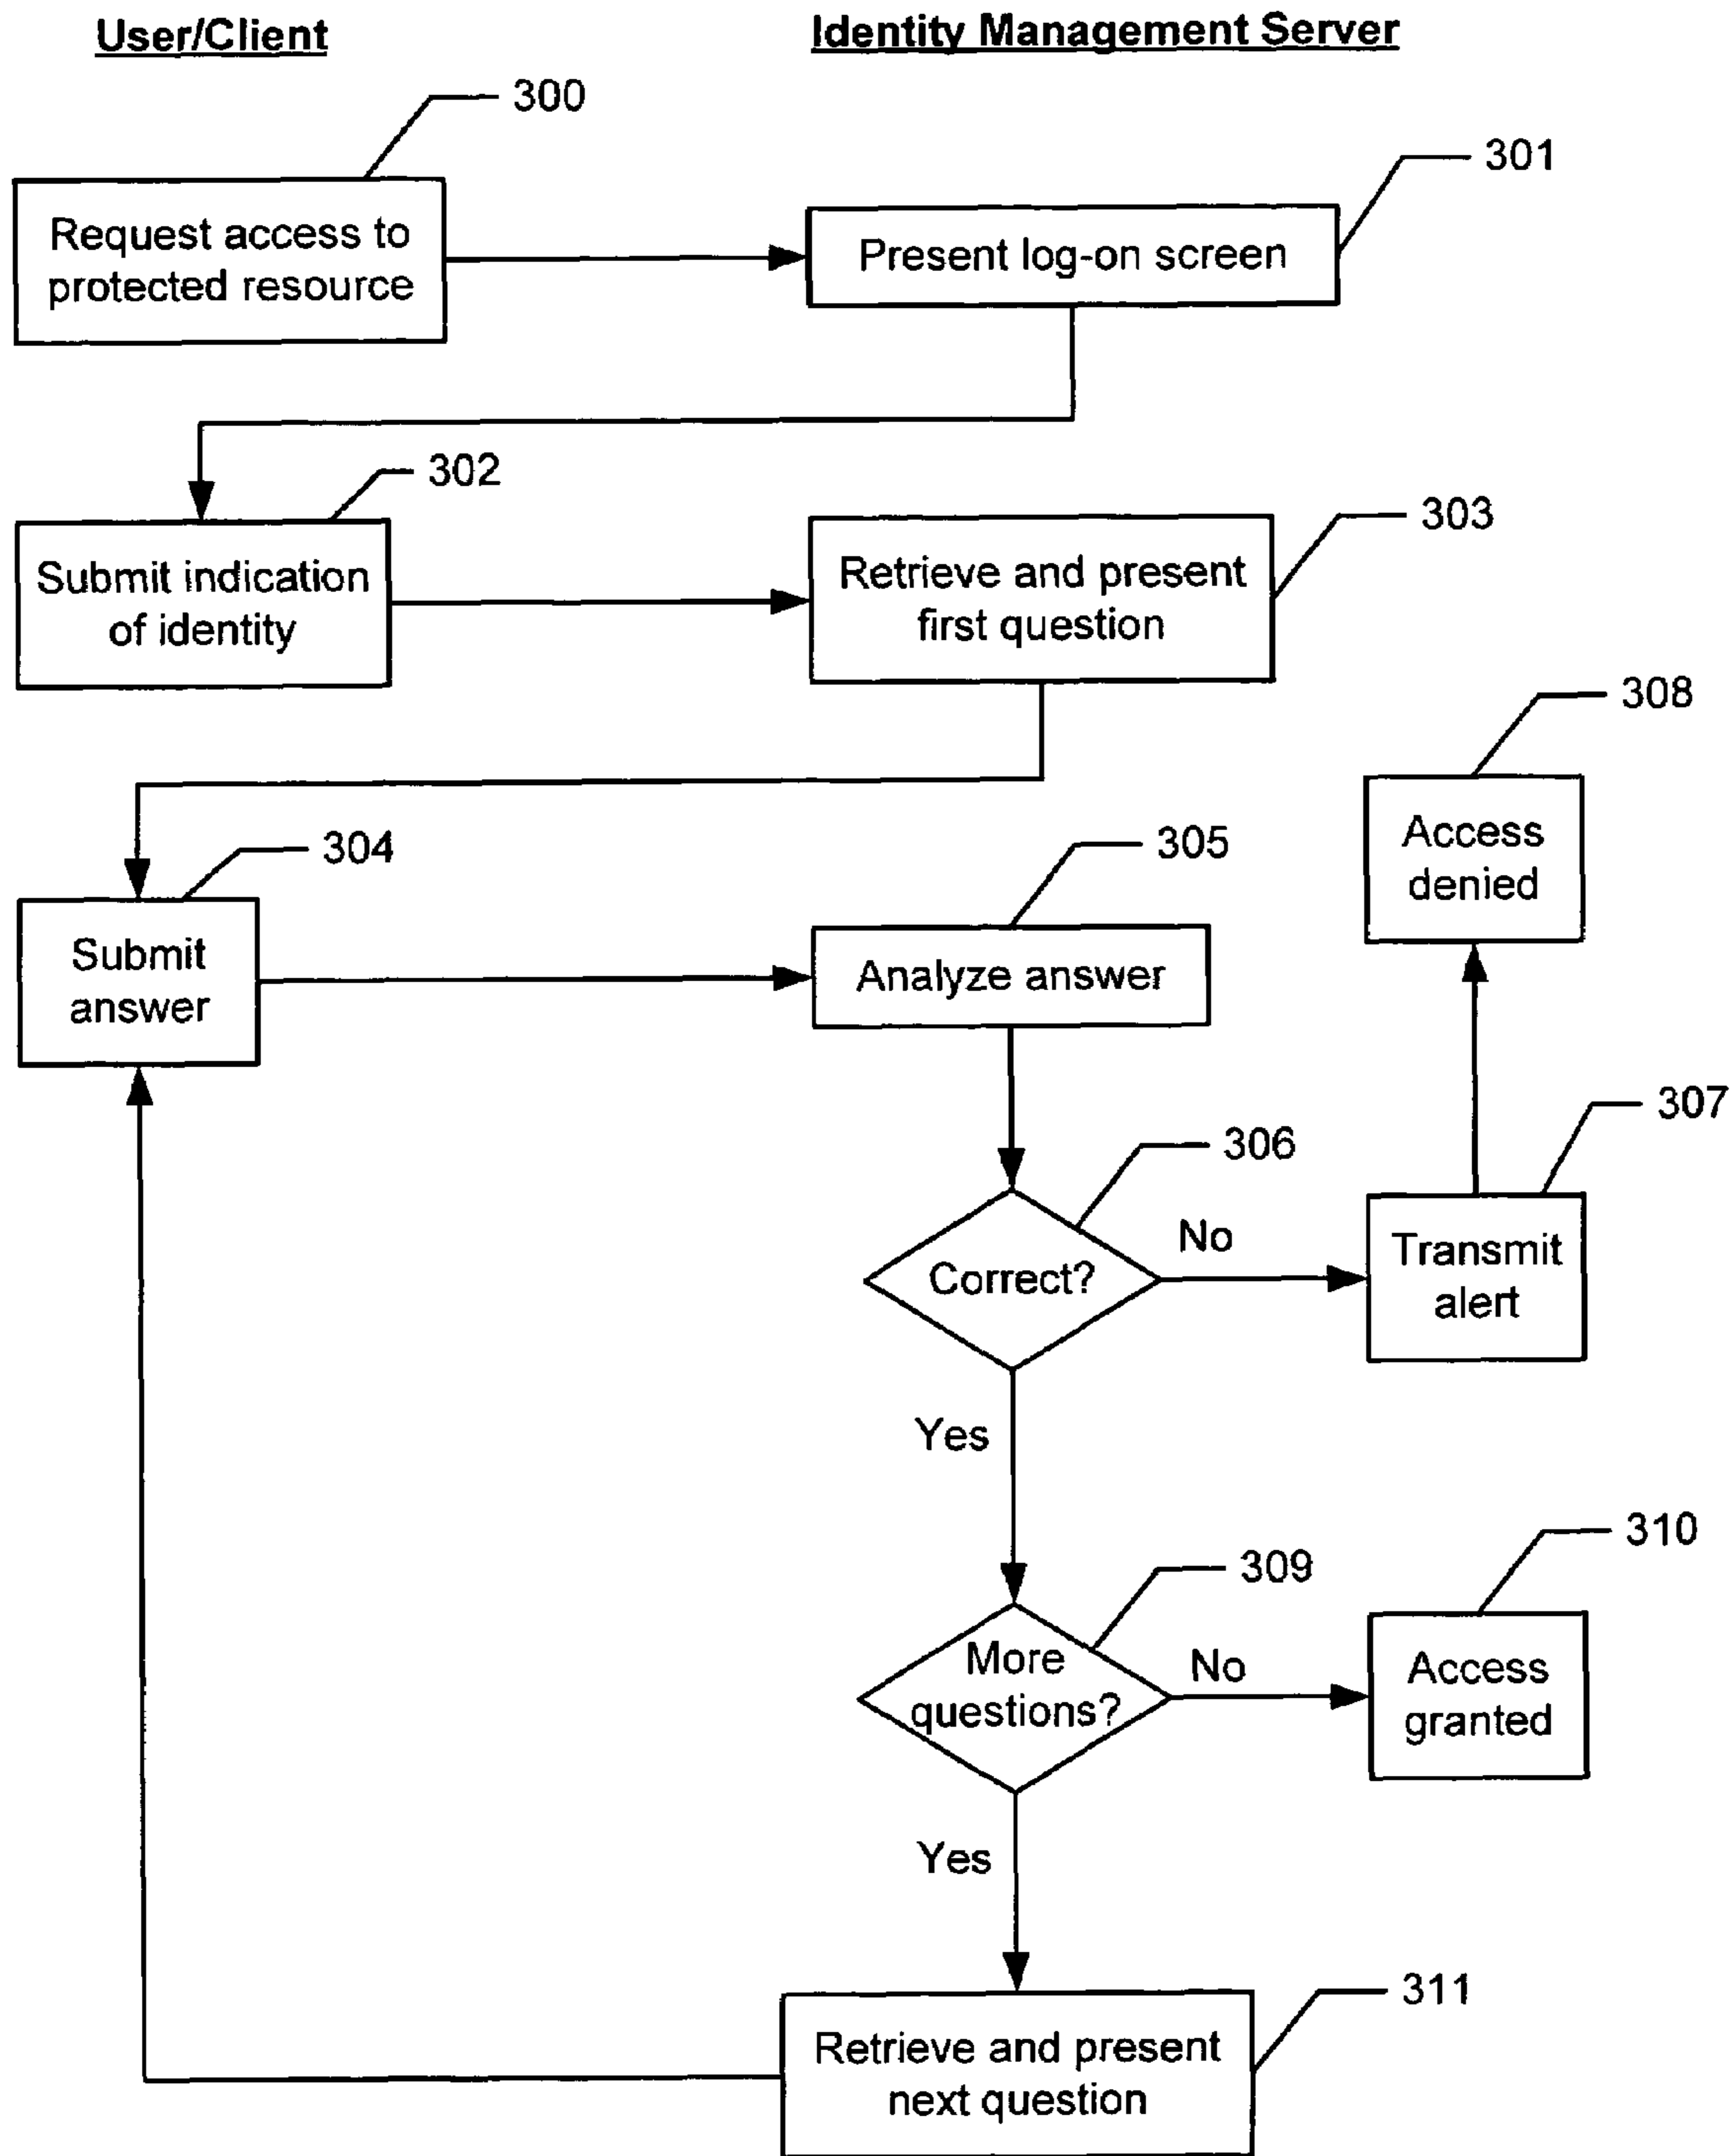 User/Client
Identity Management Server
300
301
Request access to
protected resource
Present log-on screen
302
303
Submit indication
of identity
Retrieve and present
first question
308
Access
denied
304
305
Submit
answer
Analyze answer
307
306
Correct?
No
Transmit
alert
Yes
310
309
More
questions?
No
Access
granted
Yes
311
Retrieve and present
next question